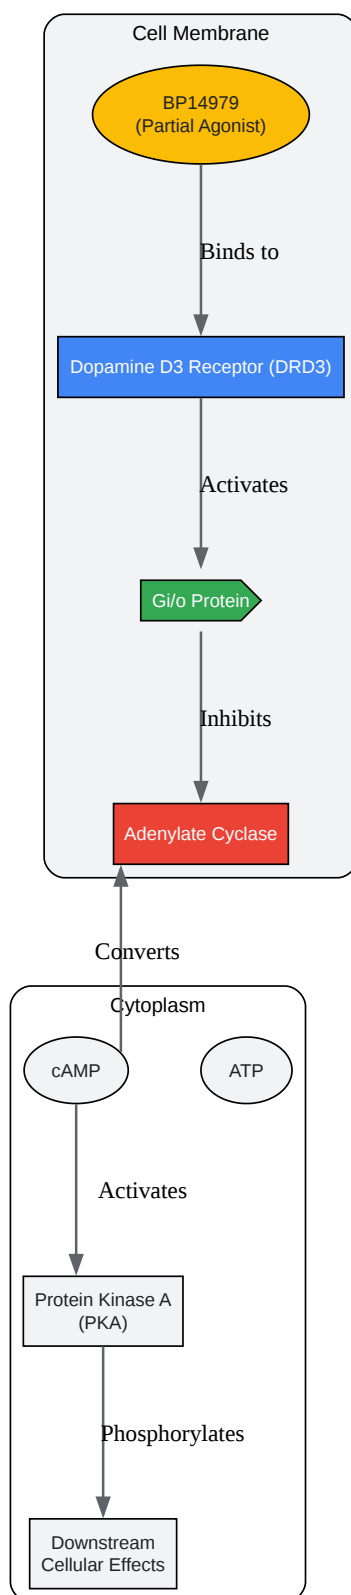 Cell Membrane
BP14979
(Partial Agonist)
Binds to
Dopamine D3 Receptor (DRD3)
Activates
Gi/o Protein
Inhibits
Adenylate Cyclase
Converts
Cytoplasm
cAMP
ATP
Activates
Protein Kinase A
(PKA)
Phosphorylates
Downstream
Cellular Effects